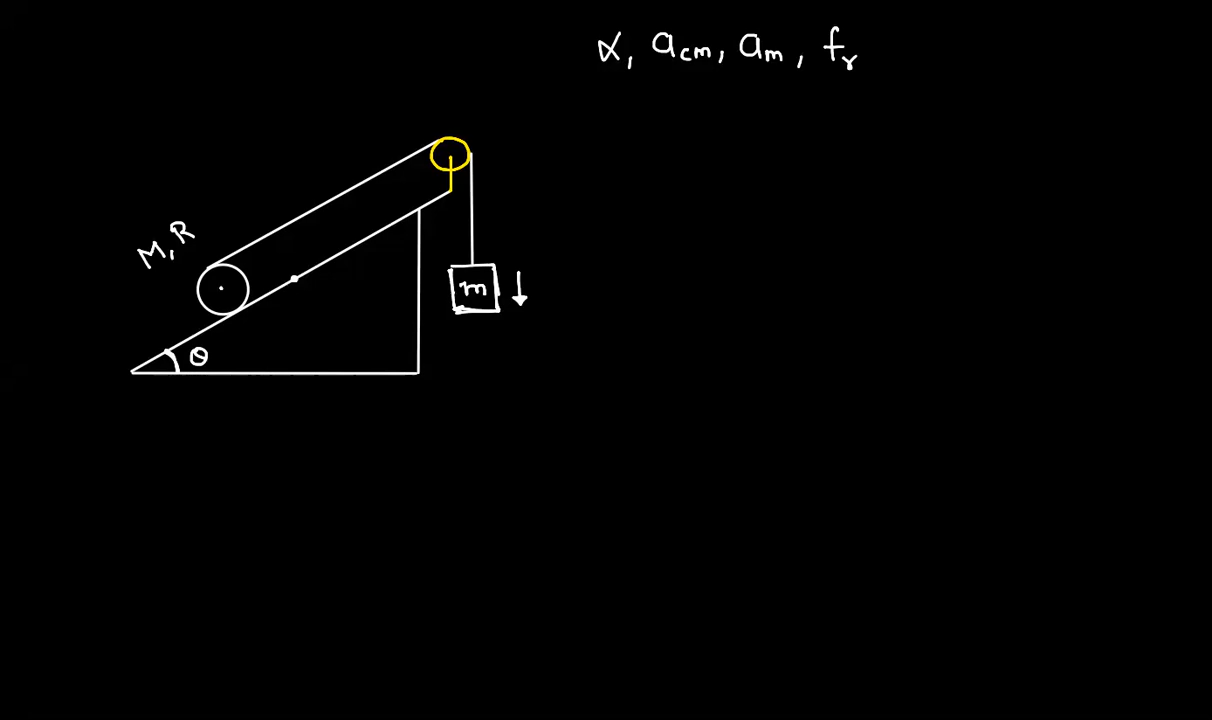 α, a_cm, a_m, f_r
M, R
m
θ